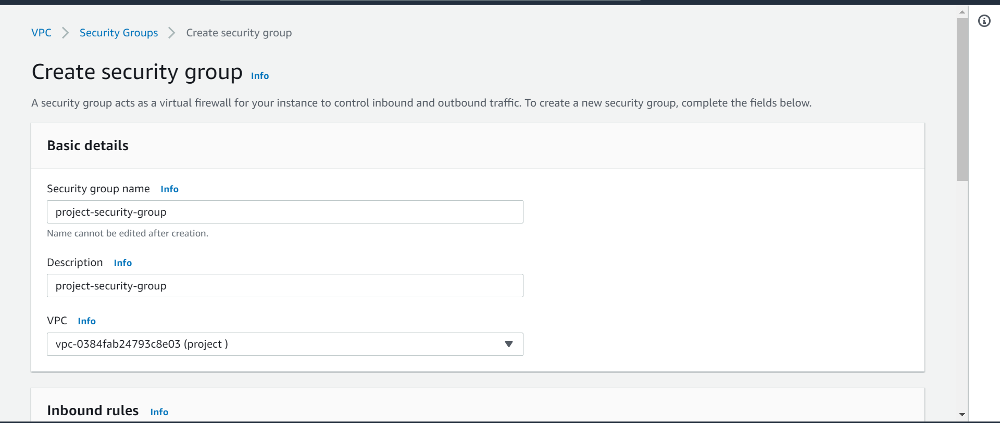 VPC > Security Groups > Create security group
Create security group Info
A security group acts as a virtual firewall for your instance to control inbound and outbound traffic. To create a new security group, complete the fields below.
Basic details
Security group name Info
project-security-group
Name cannot be edited after creation.
Description Info
project-security-group
VPC Info
vpc-0384fab24793c8e03 (project )
Inbound rules Info